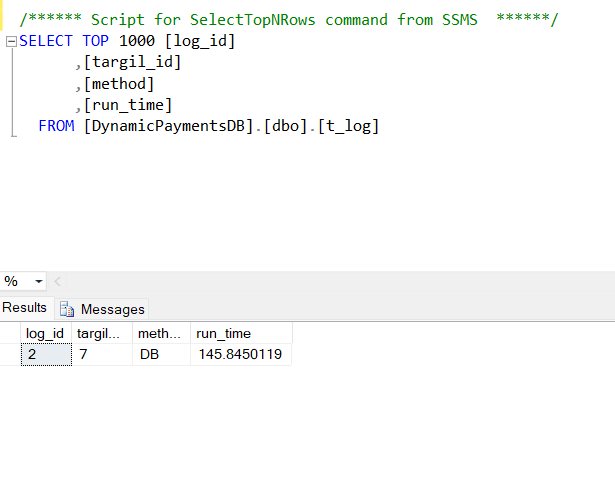 /****** Script for SelectTopNRows command from SSMS  ******/
SELECT TOP 1000 [log_id]
      ,[targil_id]
      ,[method]
      ,[run_time]
  FROM [DynamicPaymentsDB].[dbo].[t_log]
%
Results Messages
log_id targil... meth... run_time
2 7 DB 145.8450119